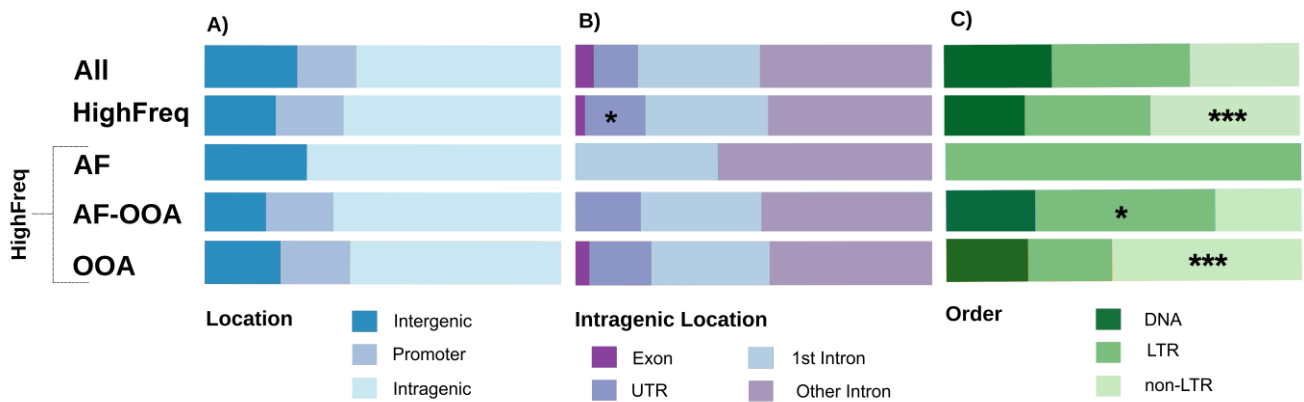 A)
B)
C)
All
HighFreq
*
***
AF
AF-OOA
*
OOA
***
HighFreq
Location
Intergenic
Promoter
Intragenic
Intragenic Location
Exon
1st Intron
UTR
Other Intron
Order
DNA
LTR
non-LTR